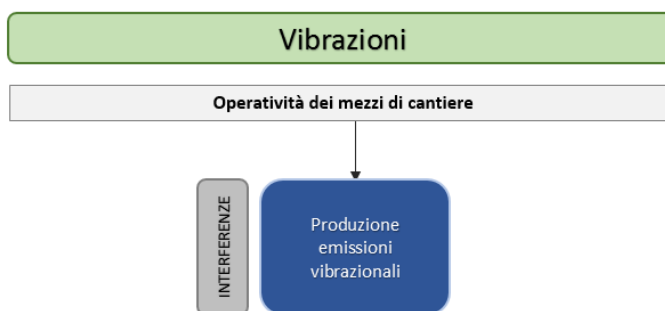 Vibrazioni
Operatività dei mezzi di cantiere
INTERFERENZE
Produzione
emissioni
vibrazionali